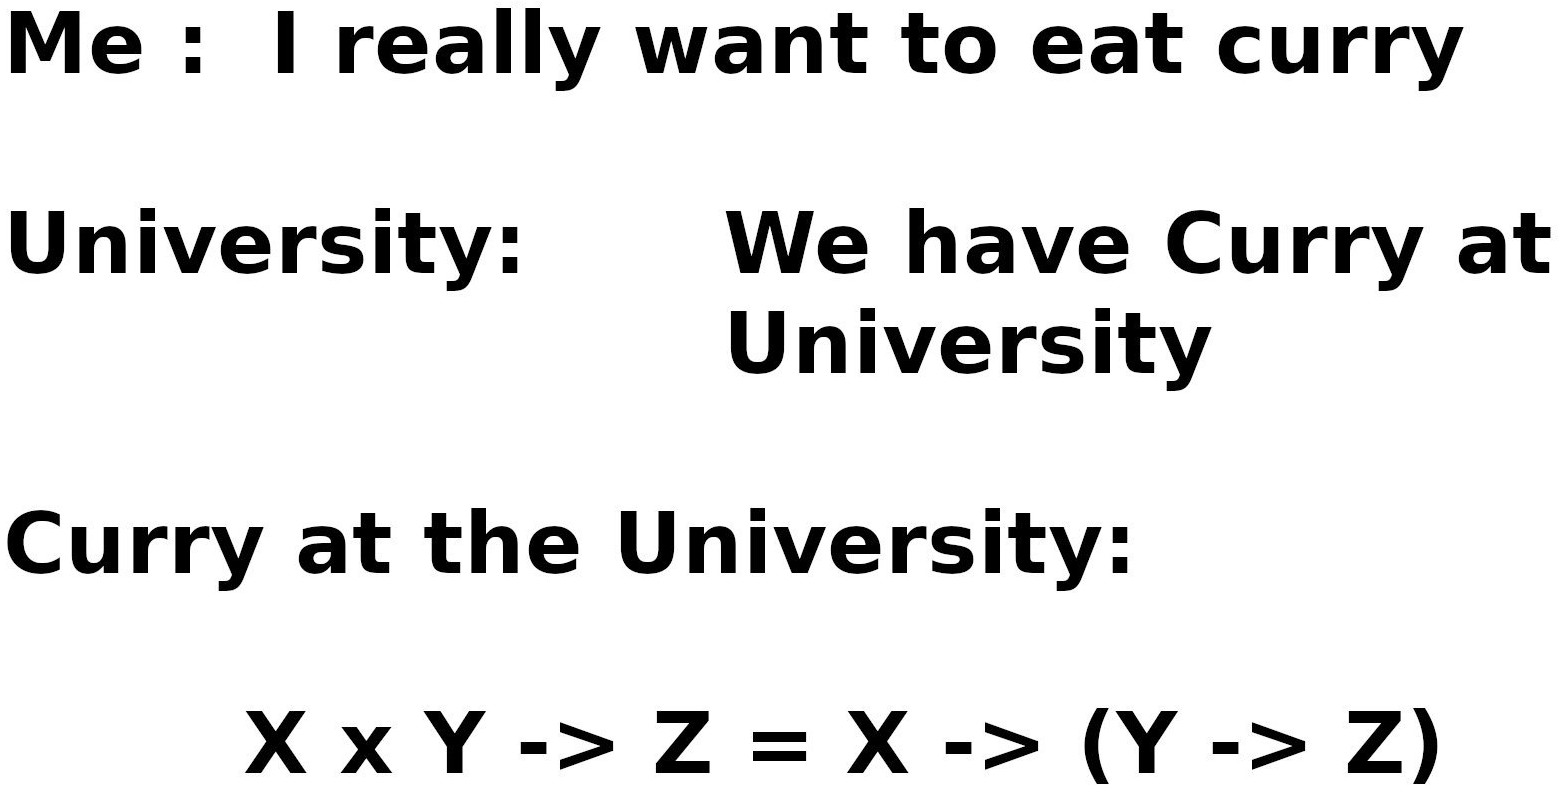 Me : I really want to eat curry
University: We have Curry at
University
Curry at the University:
X x Y -> Z = X -> (Y -> Z)